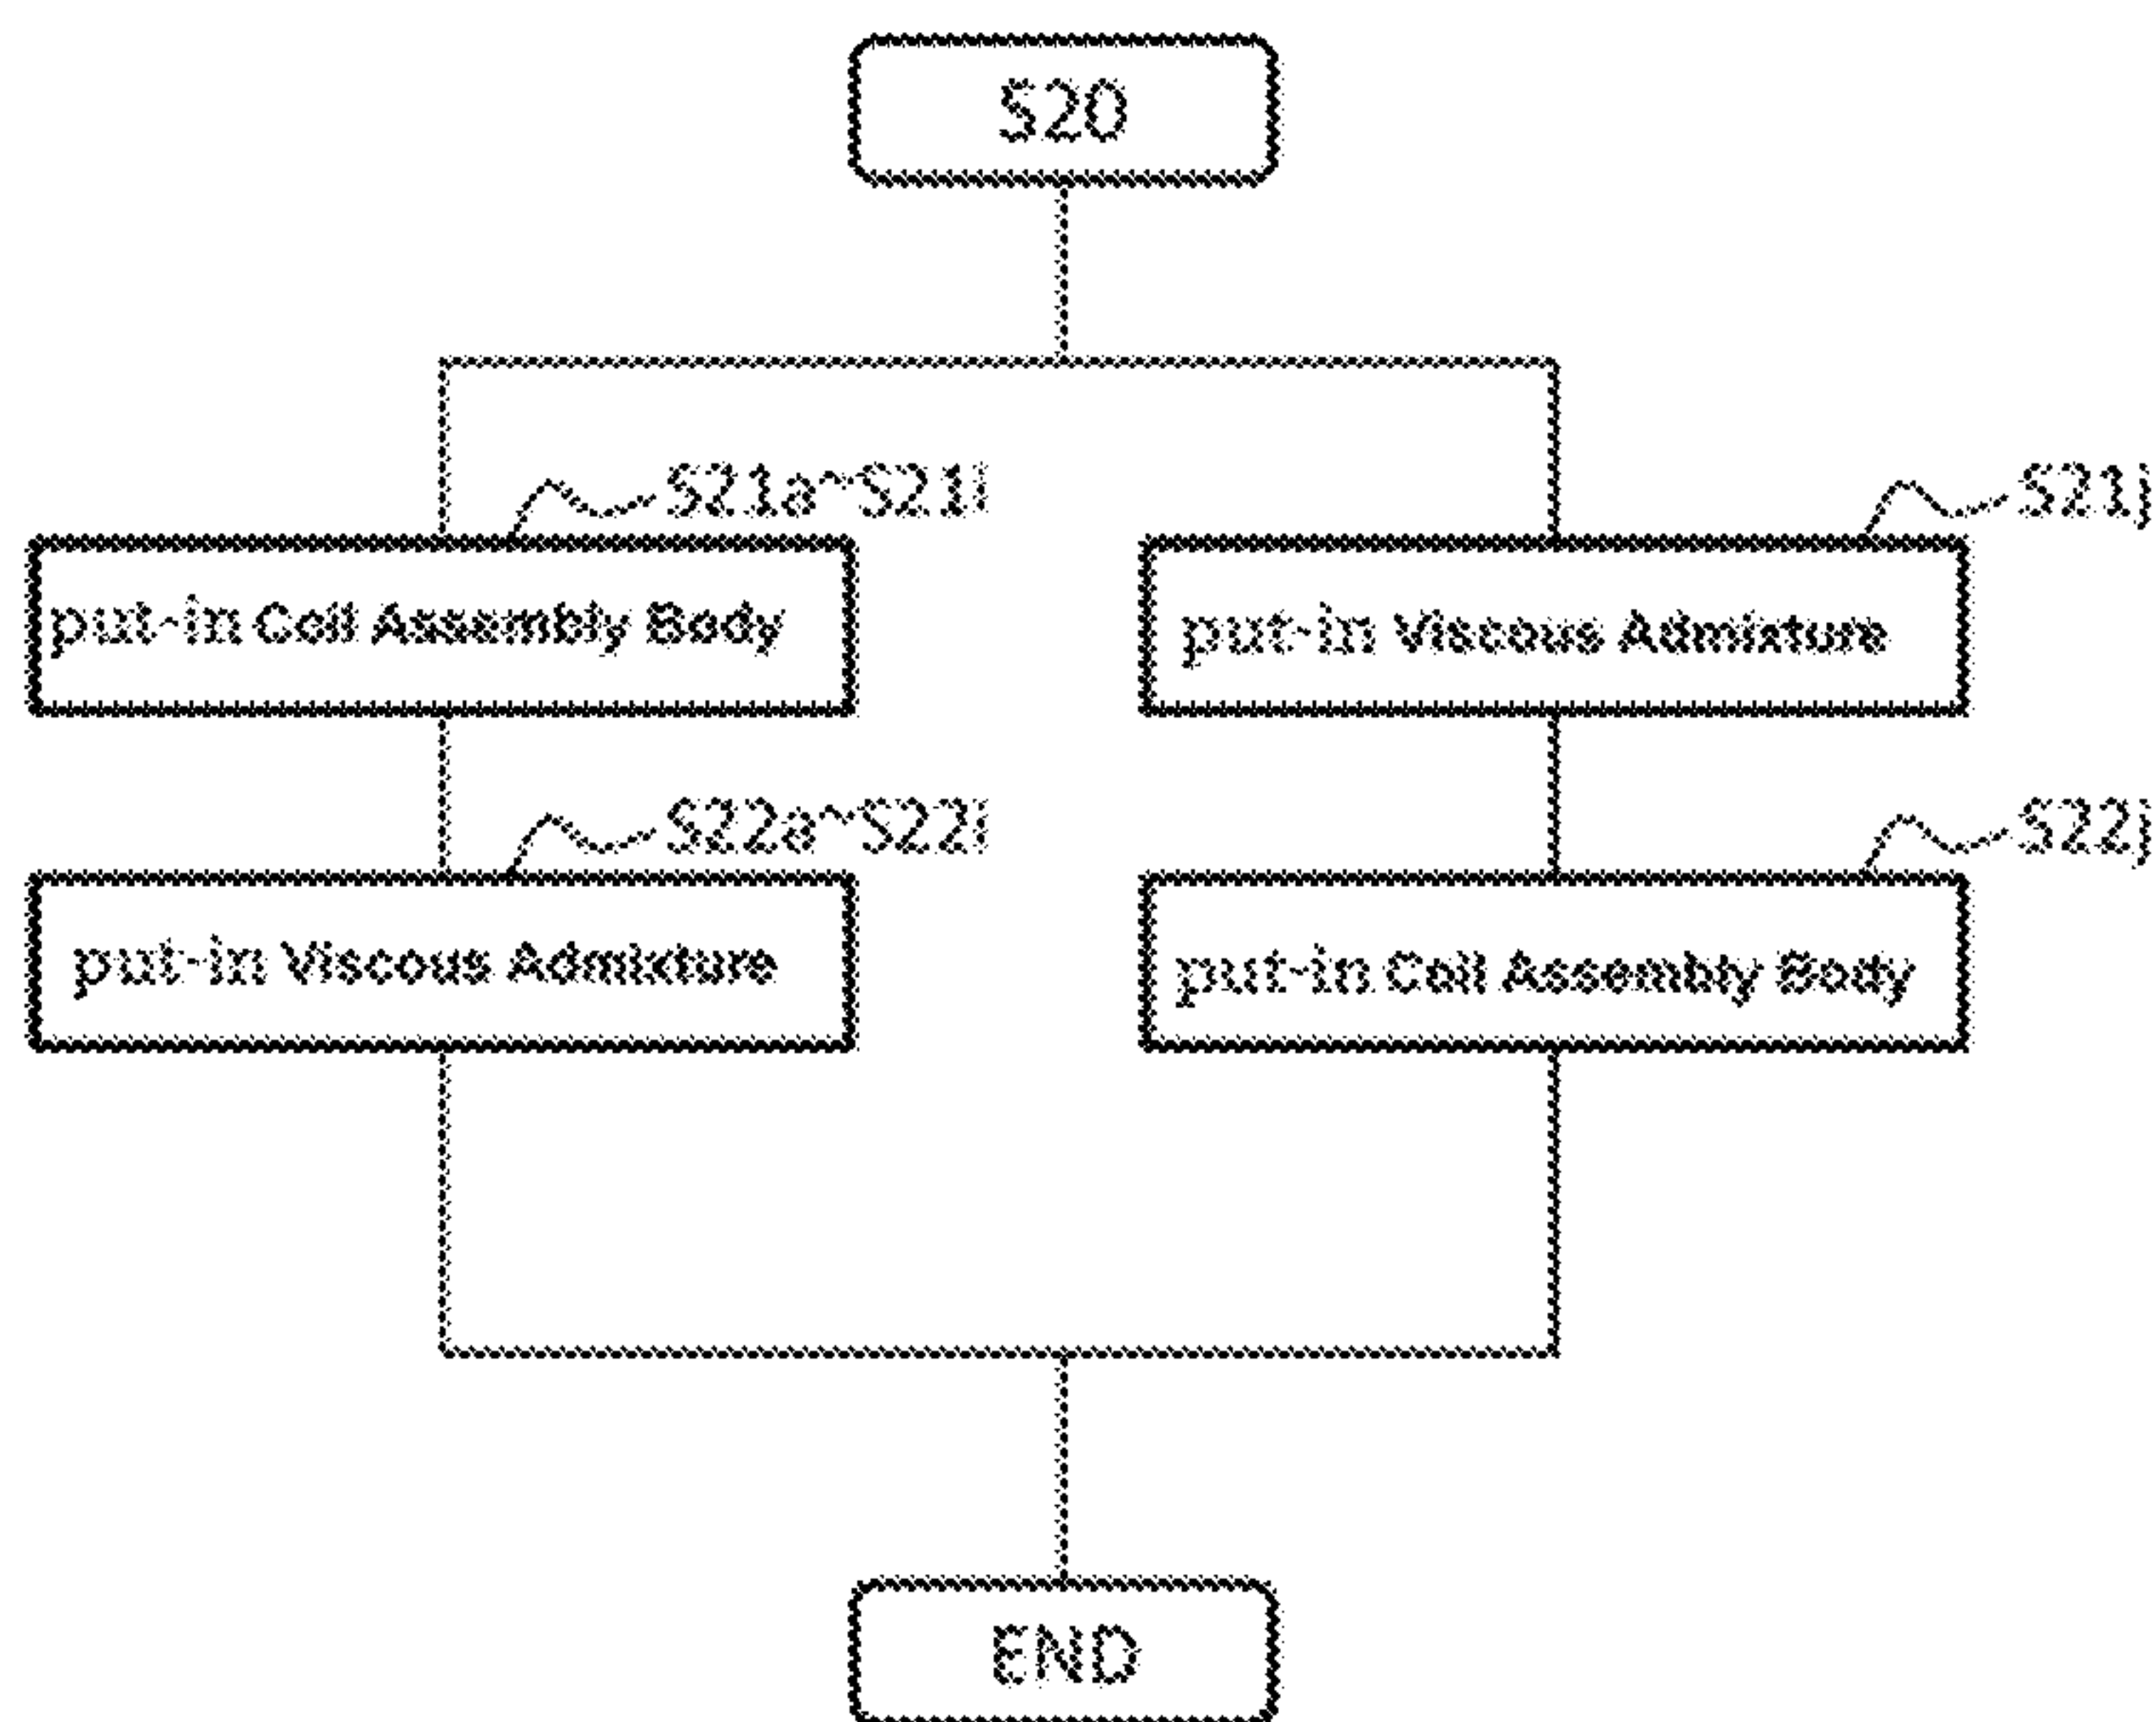 S20
S21a~S21i
S21j
put-in Coil Assembly Body
put-in Viscous Admixture
S22a~S22i
S22j
put-in Viscous Admixture
put-in Coil Assembly Body
END